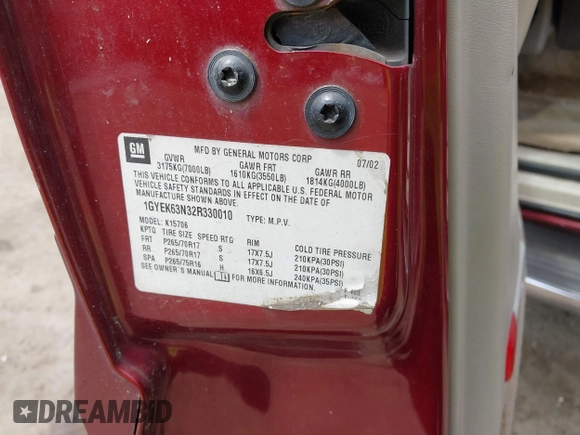 GM
MFD BY GENERAL MOTORS CORP 07/02
GVWR GAWR FRT GAWR RR
3175KG(7000LB) 1610KG(3550LB) 1814KG(4000LB)
THIS VEHICLE CONFORMS TO ALL APPLICABLE U.S. FEDERAL MOTOR
VEHICLE SAFETY STANDARDS IN EFFECT ON THE DATE OF
MANUFACTURE SHOWN ABOVE.
1GYEK63N32R330010 TYPE: M.P.V.
MODEL: K15706
KPTQ TIRE SIZE SPEED RTG RIM COLD TIRE PRESSURE
FRT P265/70R17 S 17X7.5J 210KPA(30PSI)
RR P265/70R17 S 17X7.5J 210KPA(30PSI)
SPA P265/75R16 H 16X6.5J 240KPA(35PSI)
SEE OWNER'S MANUAL FOR MORE INFORMATION.
DREAMBID